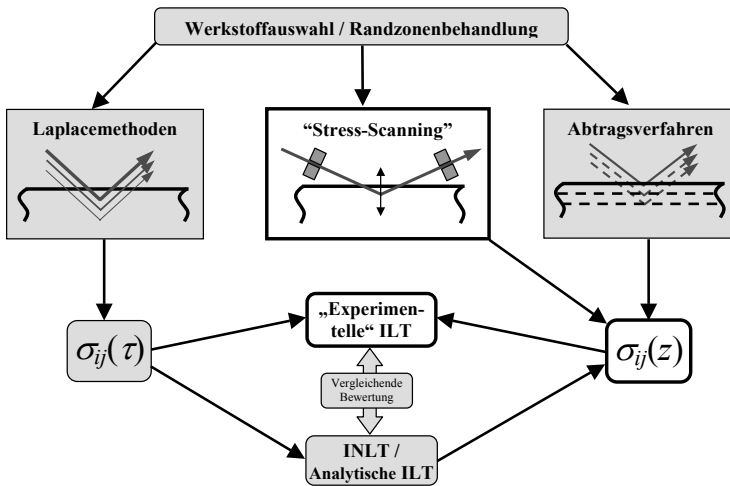 Werkstoffauswahl / Randzonenbehandlung
Laplacemethoden
“Stress-Scanning”
Abtragsverfahren
„Experimen-
telle“ ILT
σij(τ)
σij(z)
Vergleichende
Bewertung
INLT /
Analytische ILT